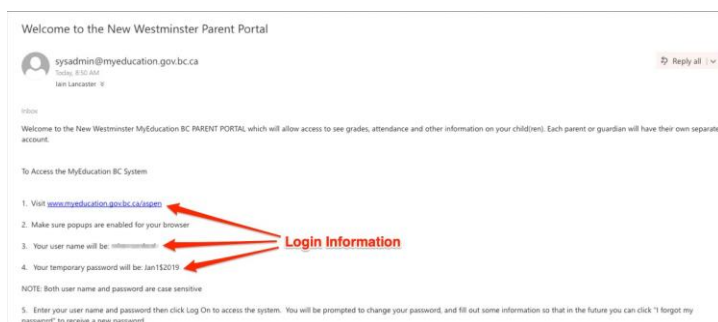 Welcome to the New Westminster Parent Portal
sysadmin@myeducation.gov.bc.ca
Today, 8:50 AM
Iain Lancaster
Reply all
Inbox
Welcome to the New Westminster MyEducation BC PARENT PORTAL which will allow access to see grades, attendance and other information on your child(ren). Each parent or guardian will have their own separate
account.
To Access the MyEducation BC System
1. Visit www.myeducation.gov.bc.ca/aspen
2. Make sure popups are enabled for your browser
3. Your user name will be:
Login Information
4. Your temporary password will be: Jan1$2019
NOTE: Both user name and password are case sensitive
5. Enter your user name and password then click Log On to access the system. You will be prompted to change your password, and fill out some information so that in the future you can click "I forgot my
password" to receive a new password.